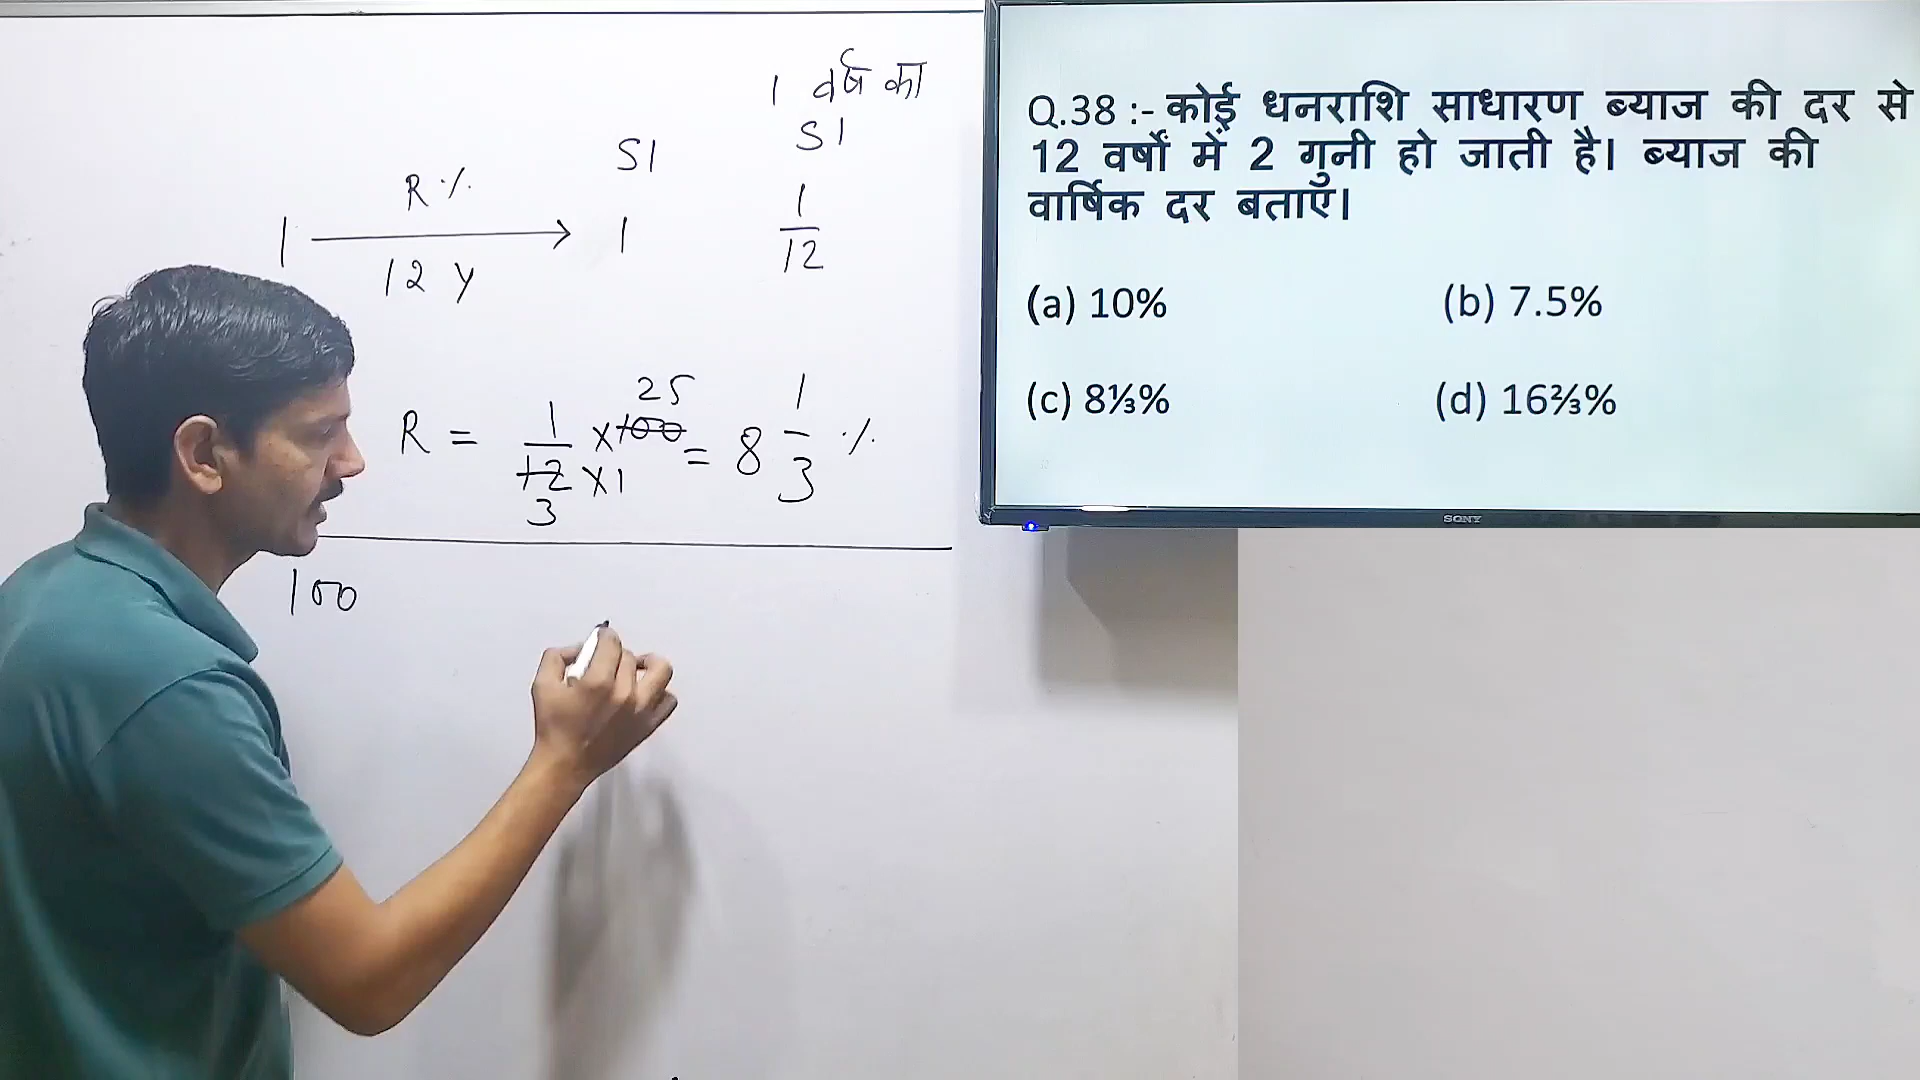 1 वर्ष का
SI
SI
R %
1
12 y
1
1
12
R = 1/12 × 100 = 8 1/3 %
25
× 1
3
100
Q.38 :- कोई धनराशि साधारण ब्याज की दर से
12 वर्षों में 2 गुनी हो जाती है। ब्याज की
वार्षिक दर बताएँ।
(a) 10% (b) 7.5%
(c) 8⅓% (d) 16⅔%
SONY